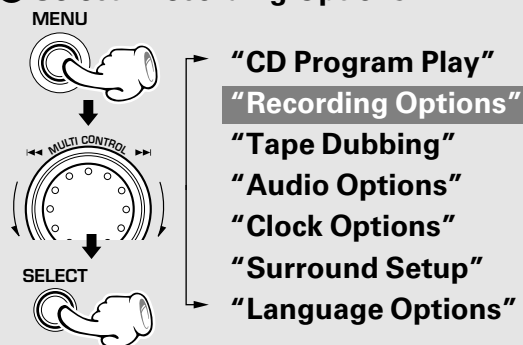 MENU
MULTI CONTROL
SELECT
“CD Program Play”
“Recording Options”
“Tape Dubbing”
“Audio Options”
“Clock Options”
“Surround Setup”
“Language Options”